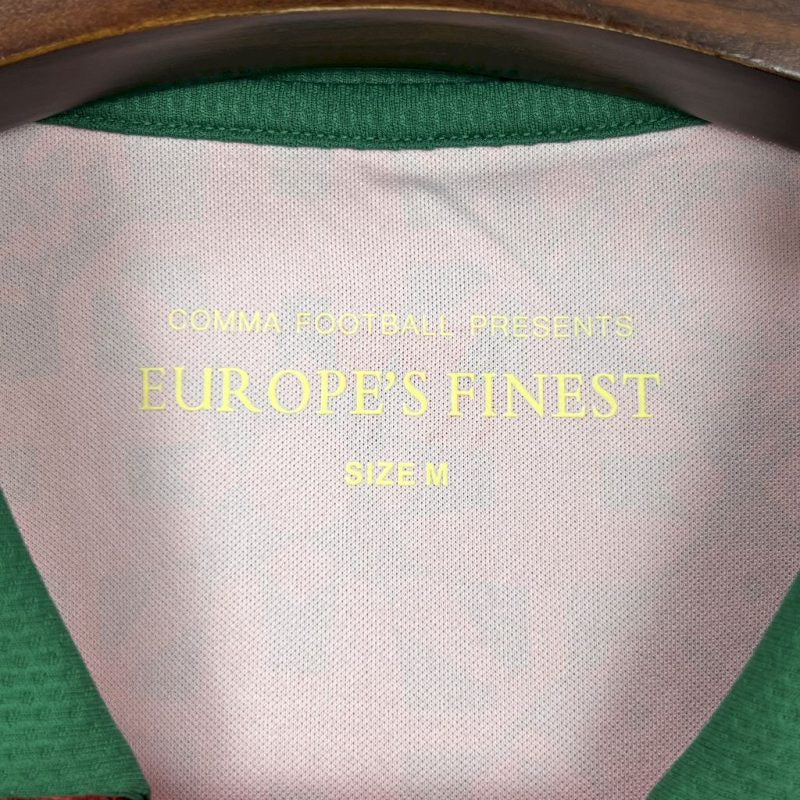 COMMA FOOTBALL PRESENTS
EUROPE'S FINEST
SIZE M